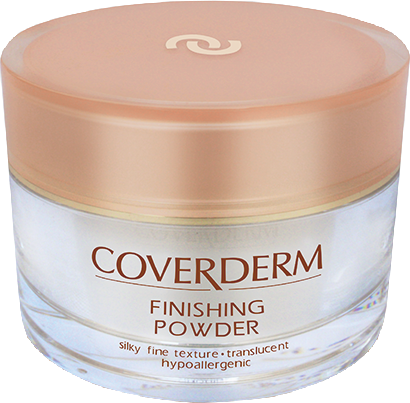 COVERDERM
FINISHING
POWDER
silky fine texture • translucent
hypoallergenic